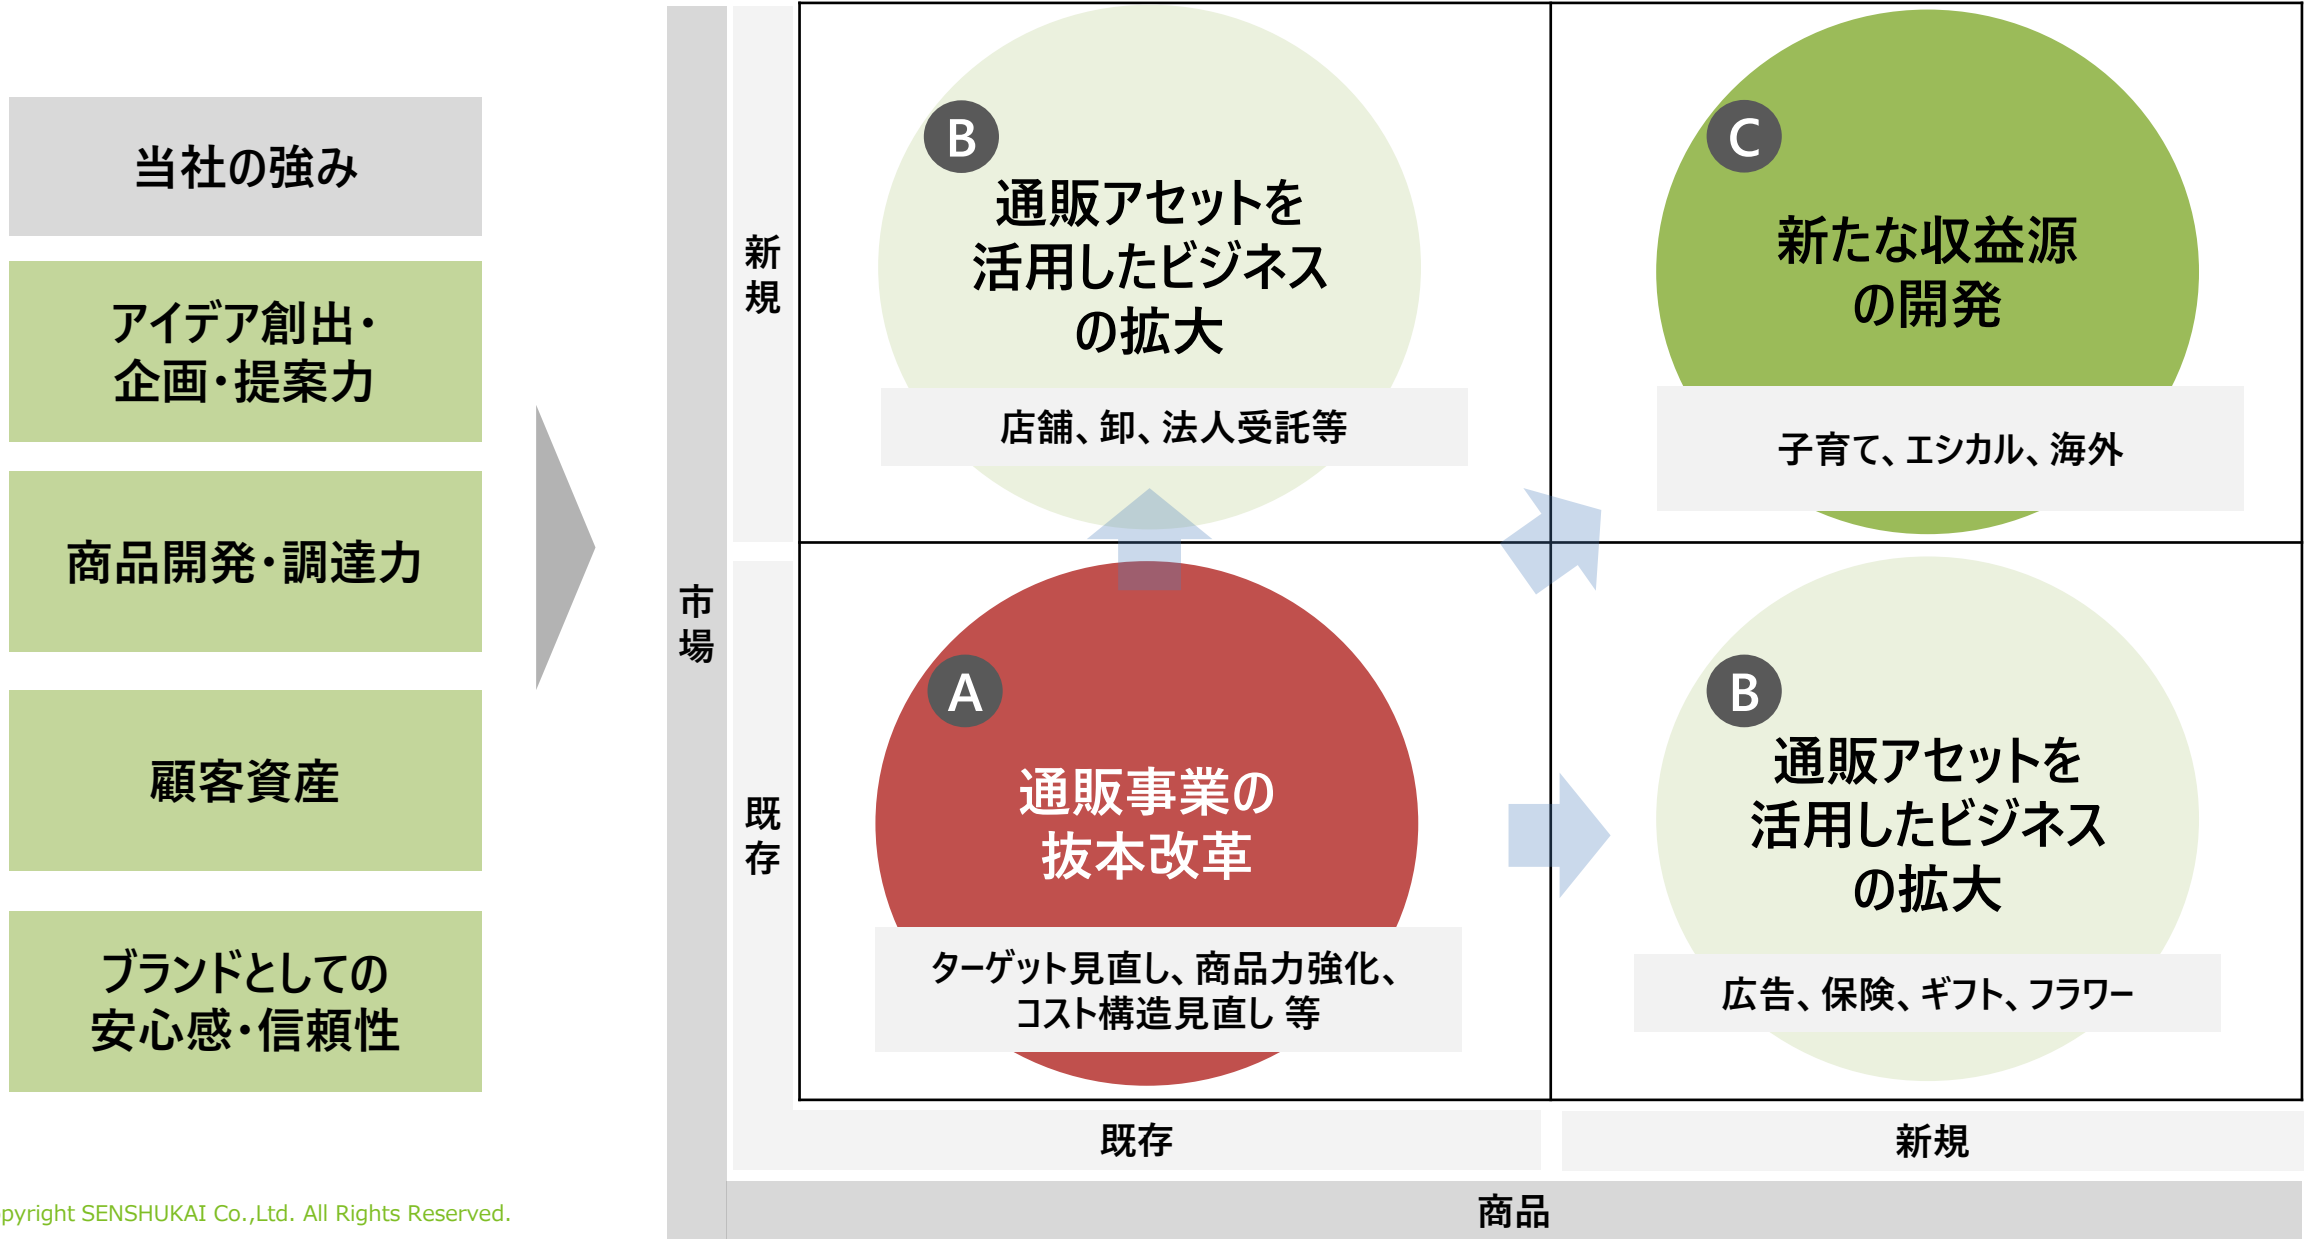 当社の強み
アイデア創出・
企画・提案力
商品開発・調達力
顧客資産
ブランドとしての
安心感・信頼性
市場
新規
既存
B
通販アセットを
活用したビジネス
の拡大
店舗、卸、法人受託等
C
新たな収益源
の開発
子育て、エシカル、海外
A
通販事業の
抜本改革
ターゲット見直し、商品力強化、
コスト構造見直し 等
B
通販アセットを
活用したビジネス
の拡大
広告、保険、ギフト、フラワー
既存
新規
商品
pyright SENSHUKAI Co.,Ltd. All Rights Reserved.